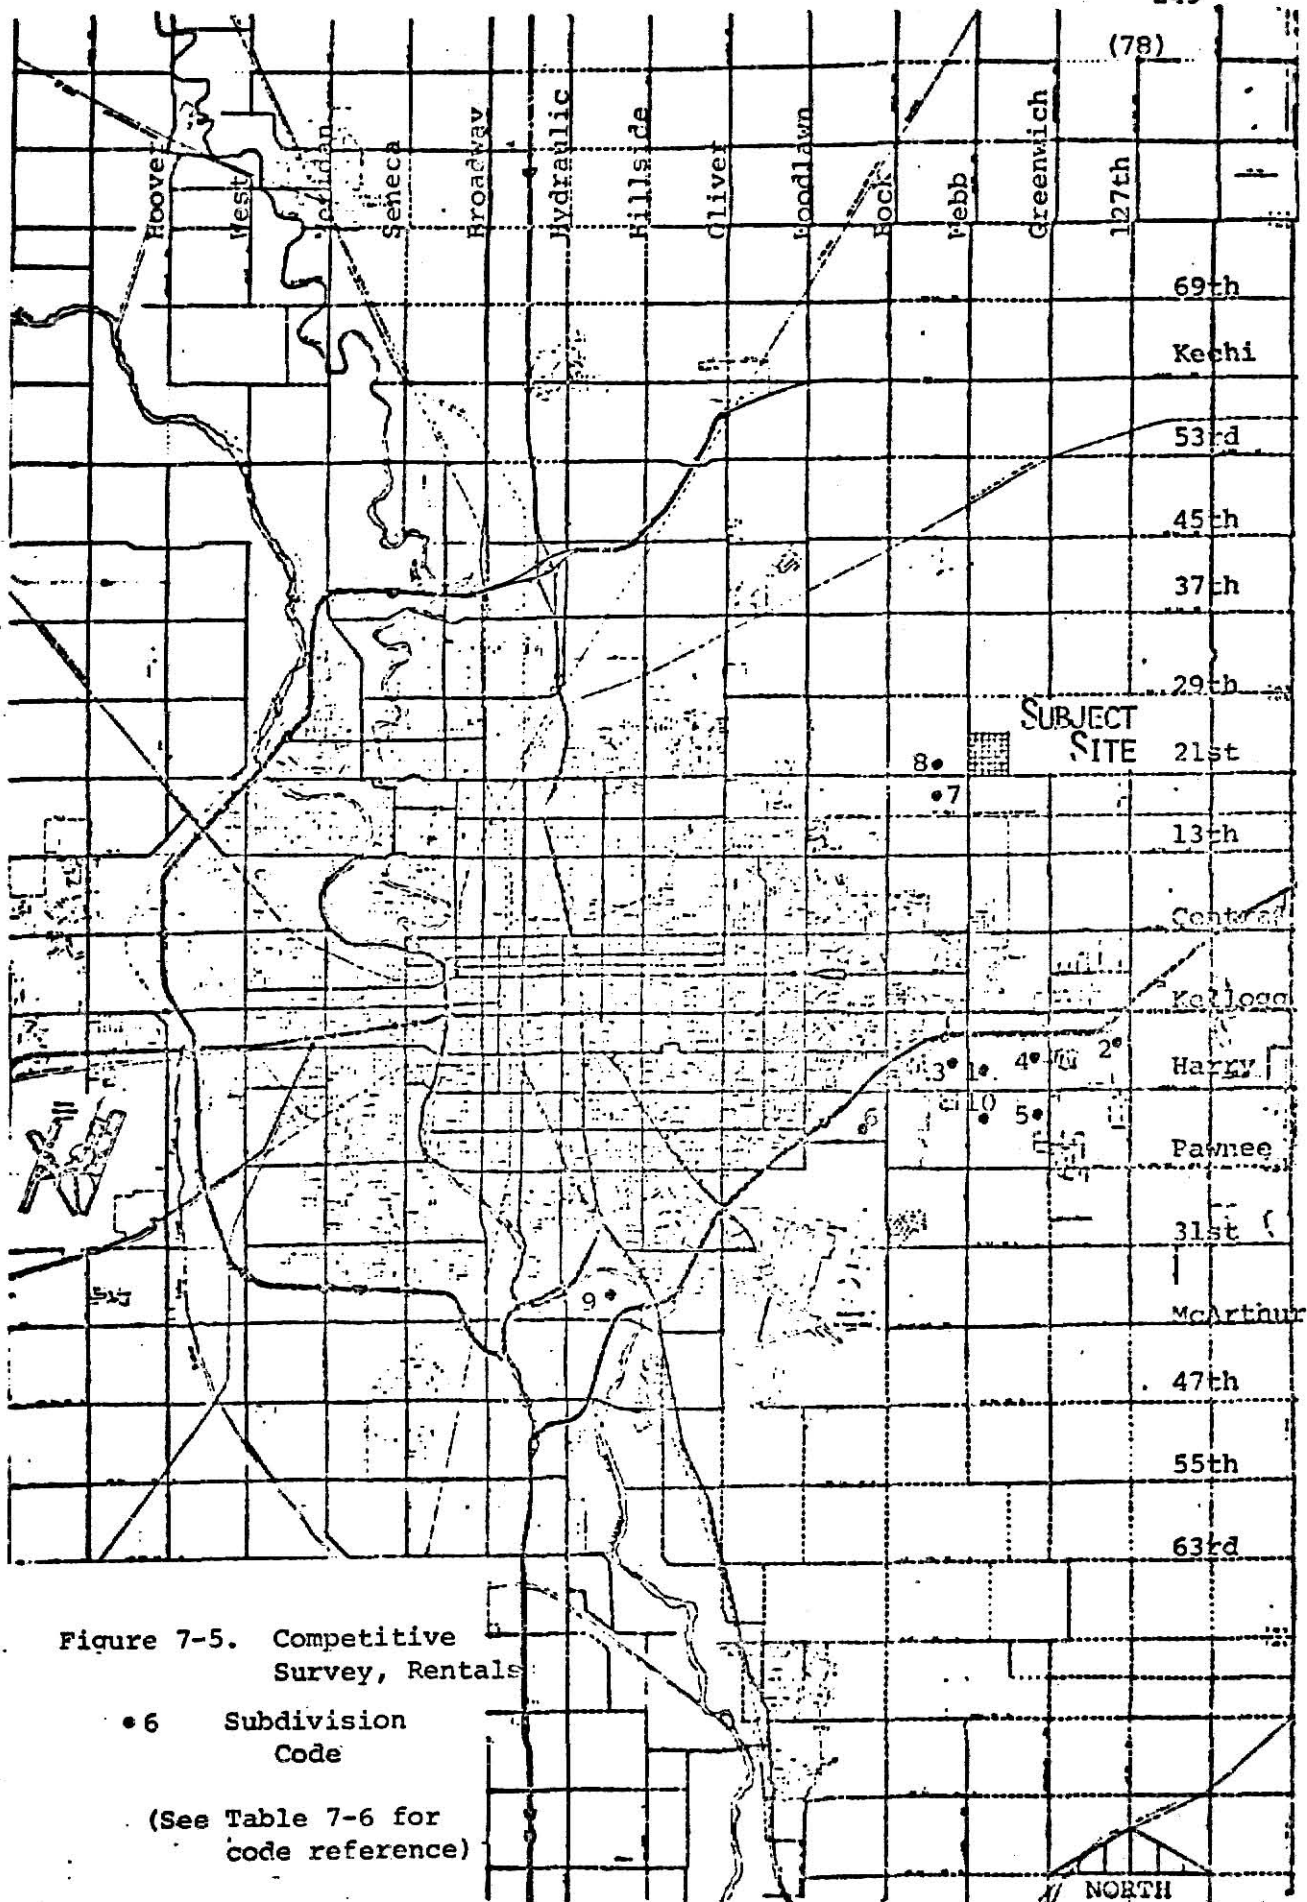 (78)
Hoover
West
Seneca
Broadway
Hydraulic
Hillside
Oliver
Woodlawn
Rock
Webb
Greenwich
127th
69th
Kechi
53rd
45th
37th
29th
SUBJECT
SITE
21st
8
7
13th
Central
Kellogg
2
4
3
1
Harry
10
5
6
Pawnee
31st
9
McArthur
47th
55th
63rd
Figure 7-5. Competitive
Survey, Rentals
6 Subdivision
Code
(See Table 7-6 for
code reference)
NORTH